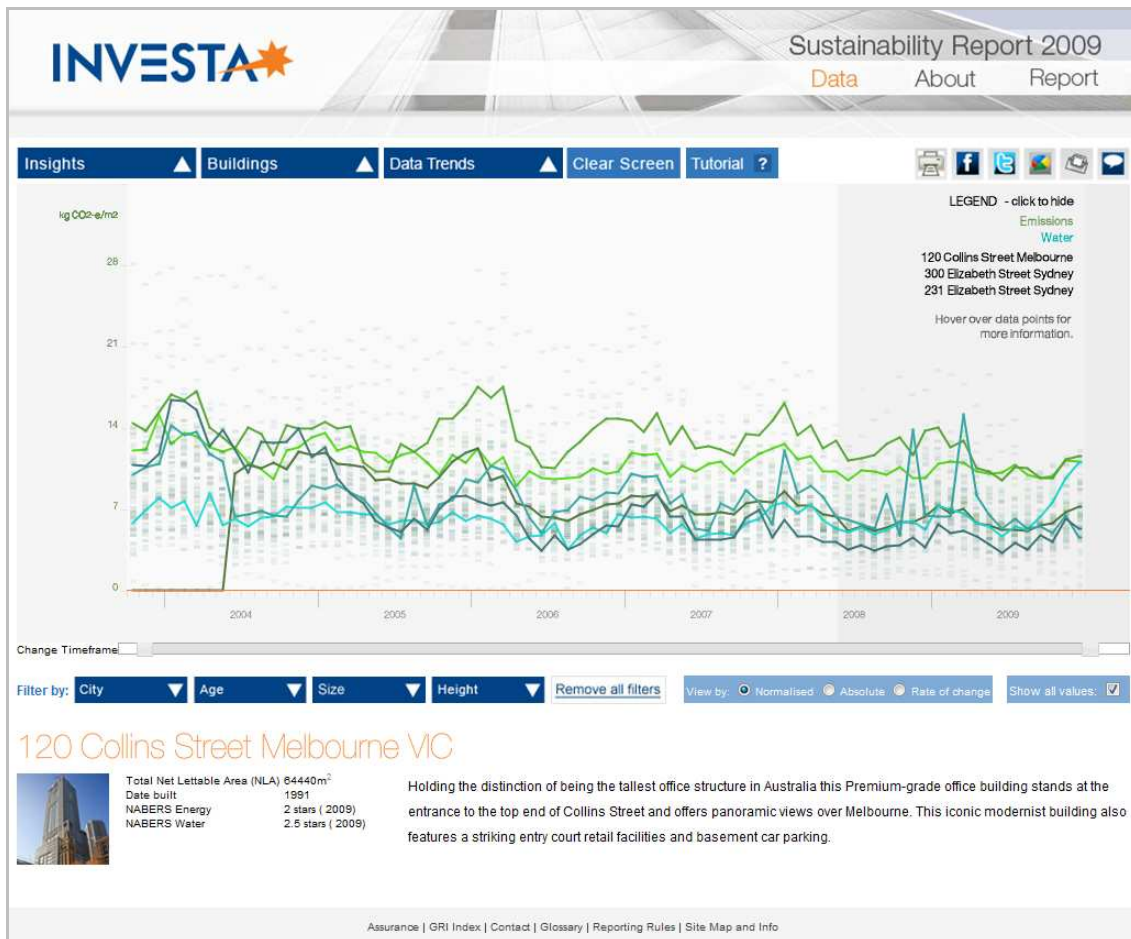 INVESTA
Sustainability Report 2009
Data About Report
Insights Buildings Data Trends Clear Screen Tutorial ?
LEGEND - click to hide
Emissions
Water
120 Collins Street Melbourne
300 Elizabeth Street Sydney
231 Elizabeth Street Sydney
Hover over data points for
more information.
kg CO2-e/m2
28
21
14
7
0
2004 2005 2006 2007 2008 2009
Change Timeframe
Filter by: City Age Size Height Remove all filters View by: Normalised Absolute Rate of change Show all values:
120 Collins Street Melbourne VIC
Total Net Lettable Area (NLA) 64440m²
Date built 1991
NABERS Energy 2 stars ( 2009)
NABERS Water 2.5 stars ( 2009)
Holding the distinction of being the tallest office structure in Australia this Premium-grade office building stands at the
entrance to the top end of Collins Street and offers panoramic views over Melbourne. This iconic modernist building also
features a striking entry court retail facilities and basement car parking.
Assurance | GRI Index | Contact | Glossary | Reporting Rules | Site Map and Info